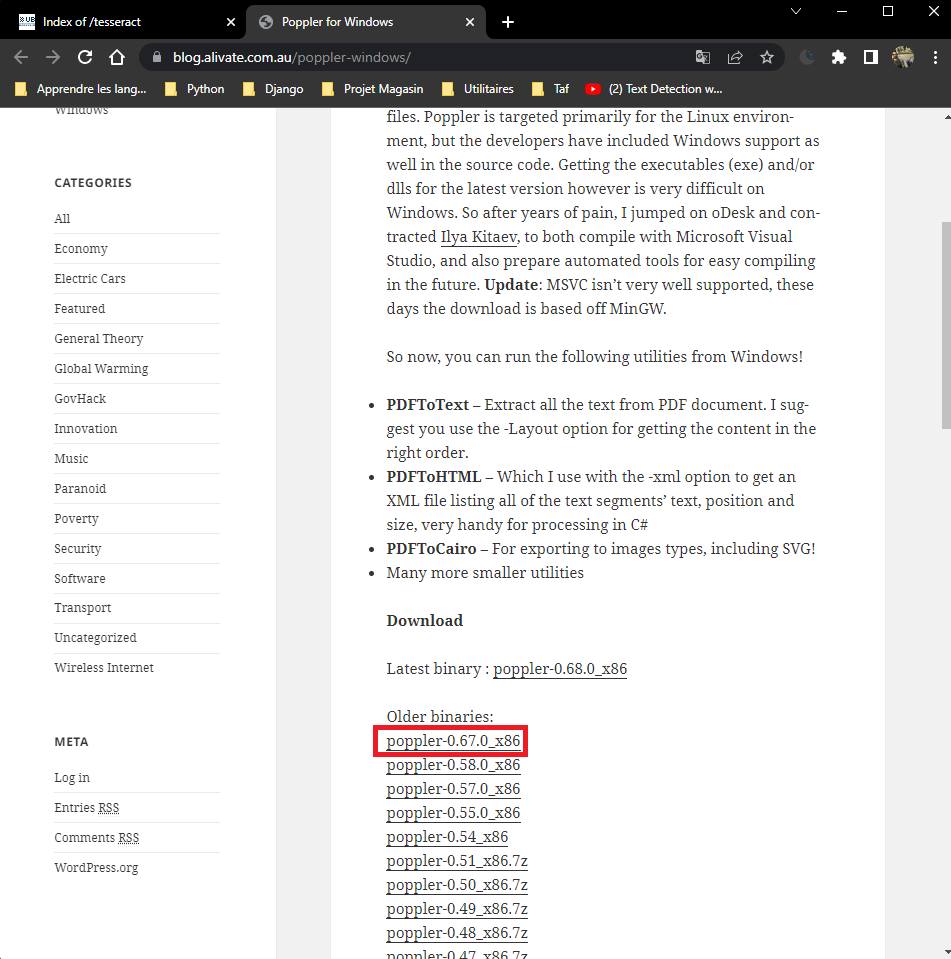 Index of /tesseract
Poppler for Windows
blog.alivate.com.au/poppler-windows/
Apprendre les lang...
Python
Django
Projet Magasin
Utilitaires
Taf
(2) Text Detection w...
Windows
CATEGORIES
All
Economy
Electric Cars
Featured
General Theory
Global Warming
GovHack
Innovation
Music
Paranoid
Poverty
Security
Software
Transport
Uncategorized
Wireless Internet
META
Log in
Entries RSS
Comments RSS
WordPress.org
files. Poppler is targeted primarily for the Linux environ-
ment, but the developers have included Windows support as
well in the source code. Getting the executables (exe) and/or
dlls for the latest version however is very difficult on
Windows. So after years of pain, I jumped on oDesk and con-
tracted Ilya Kitaev, to both compile with Microsoft Visual
Studio, and also prepare automated tools for easy compiling
in the future. Update: MSVC isn’t very well supported, these
days the download is based off MinGW.
So now, you can run the following utilities from Windows!
• PDFToText – Extract all the text from PDF document. I sug-
gest you use the -Layout option for getting the content in the
right order.
• PDFToHTML – Which I use with the -xml option to get an
XML file listing all of the text segments’ text, position and
size, very handy for processing in C#
• PDFToCairo – For exporting to images types, including SVG!
• Many more smaller utilities
Download
Latest binary : poppler-0.68.0_x86
Older binaries:
poppler-0.67.0_x86
poppler-0.58.0_x86
poppler-0.57.0_x86
poppler-0.55.0_x86
poppler-0.54_x86
poppler-0.51_x86.7z
poppler-0.50_x86.7z
poppler-0.49_x86.7z
poppler-0.48_x86.7z
poppler-0.47_x86.7z